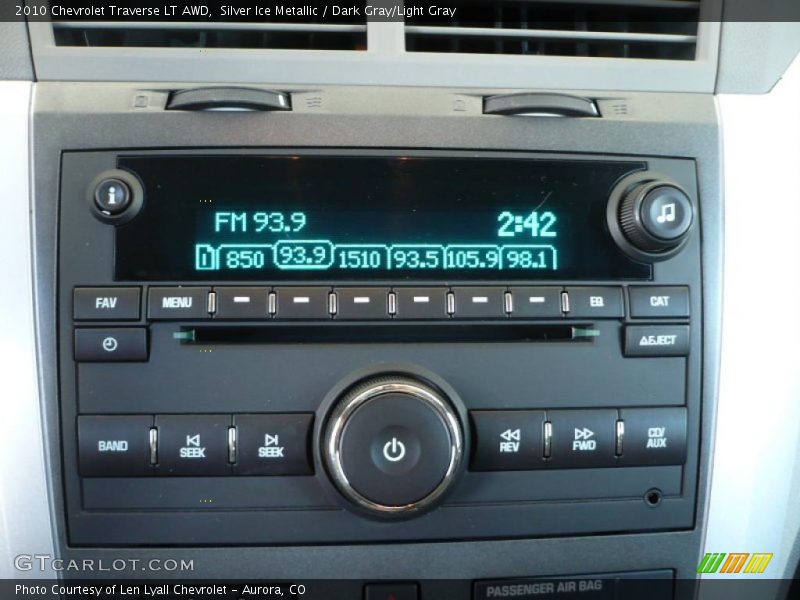 2010 Chevrolet Traverse LT AWD,  Silver Ice Metallic / Dark Gray/Light Gray
i
FM 93.9 2:42
1 850 93.9 1510 93.5 105.9 98.1
FAV MENU EQ CAT
EJECT
BAND SEEK SEEK REV FWD CD/AUX
GTCARLOT.COM
PASSENGER AIR BAG
Photo Courtesy of Len Lyall Chevrolet - Aurora, CO